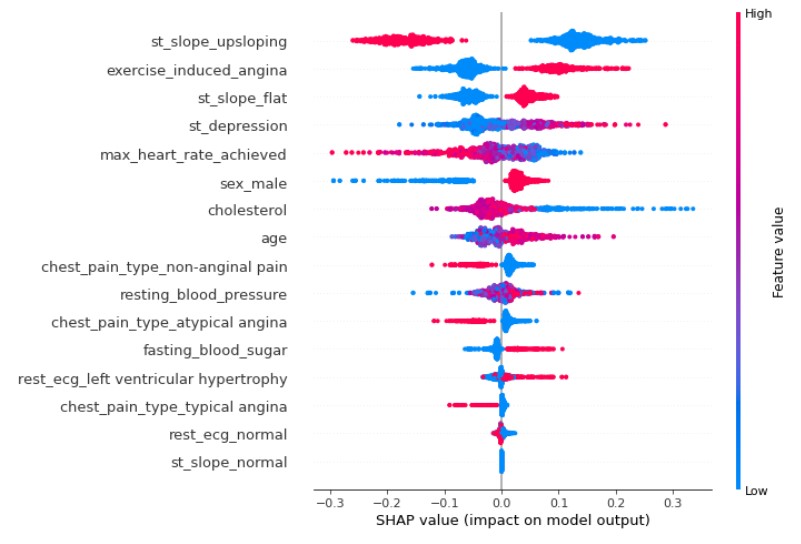 High
st_slope_upsloping
exercise_induced_angina
st_slope_flat
st_depression
max_heart_rate_achieved
sex_male
cholesterol
age
chest_pain_type_non-anginal pain
resting_blood_pressure
chest_pain_type_atypical angina
fasting_blood_sugar
rest_ecg_left ventricular hypertrophy
chest_pain_type_typical angina
rest_ecg_normal
st_slope_normal
Feature value
Low
−0.3 −0.2 −0.1 0.0 0.1 0.2 0.3
SHAP value (impact on model output)